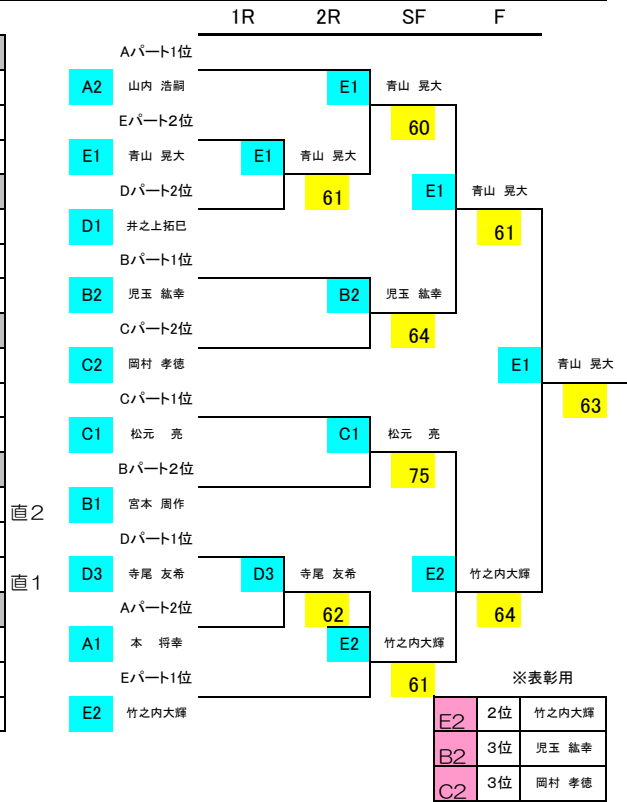 1R 2R SF F
Aパート1位
A2 山内 浩嗣 E1 青山 晃大
Eパート2位 60
E1 青山 晃大 E1 青山 晃大
Dパート2位 61 E1 青山 晃大
D1 井之上拓巳 61
Bパート1位
B2 児玉 紘幸 B2 児玉 紘幸
Cパート2位 64
C2 岡村 孝徳 E1 青山 晃大
Cパート1位 63
C1 松元 亮 C1 松元 亮
Bパート2位 75
直2 B1 宮本 周作
Dパート1位
直1 D3 寺尾 友希 D3 寺尾 友希 E2 竹之内大輝
Aパート2位 62 64
A1 本 将幸 E2 竹之内大輝
Eパート1位 61 ※表彰用
E2 竹之内大輝 E2 2位 竹之内大輝
B2 3位 児玉 紘幸
C2 3位 岡村 孝徳